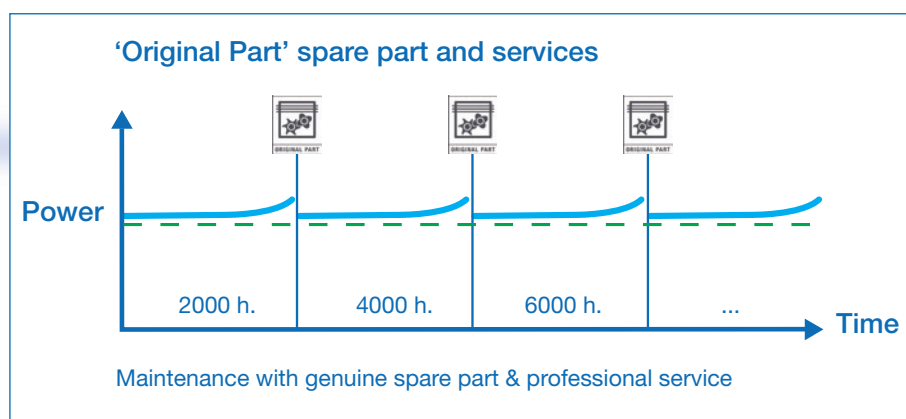 'Original Part' spare part and services
ORIGINAL PART ORIGINAL PART ORIGINAL PART
Power
2000 h. 4000 h. 6000 h. ...
Time
Maintenance with genuine spare part & professional service